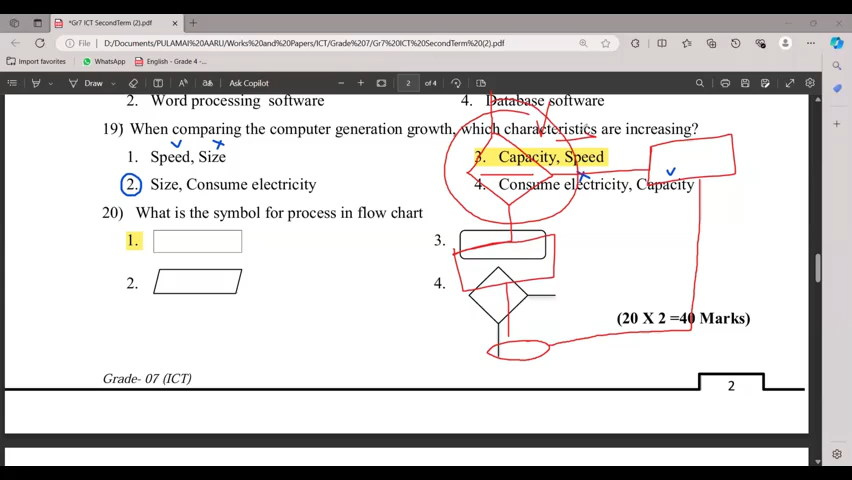 *Gr7 ICT SecondTerm (2).pdf
File D:/Documents/PULAMAI%20AARU/Works%20and%20Papers/ICT/Grade%207/Gr7%20ICT%20SecondTerm%20(2).pdf
Import favorites WhatsApp English - Grade 4 -...
Draw Ask Copilot 2 of 4
2. Word processing software 4. Database software
19) When comparing the computer generation growth, which characteristics are increasing?
1. Speed, Size 3. Capacity, Speed
2. Size, Consume electricity 4. Consume electricity, Capacity
20) What is the symbol for process in flow chart
1. 3.
2. 4.
(20 X 2 =40 Marks)
Grade- 07 (ICT) 2